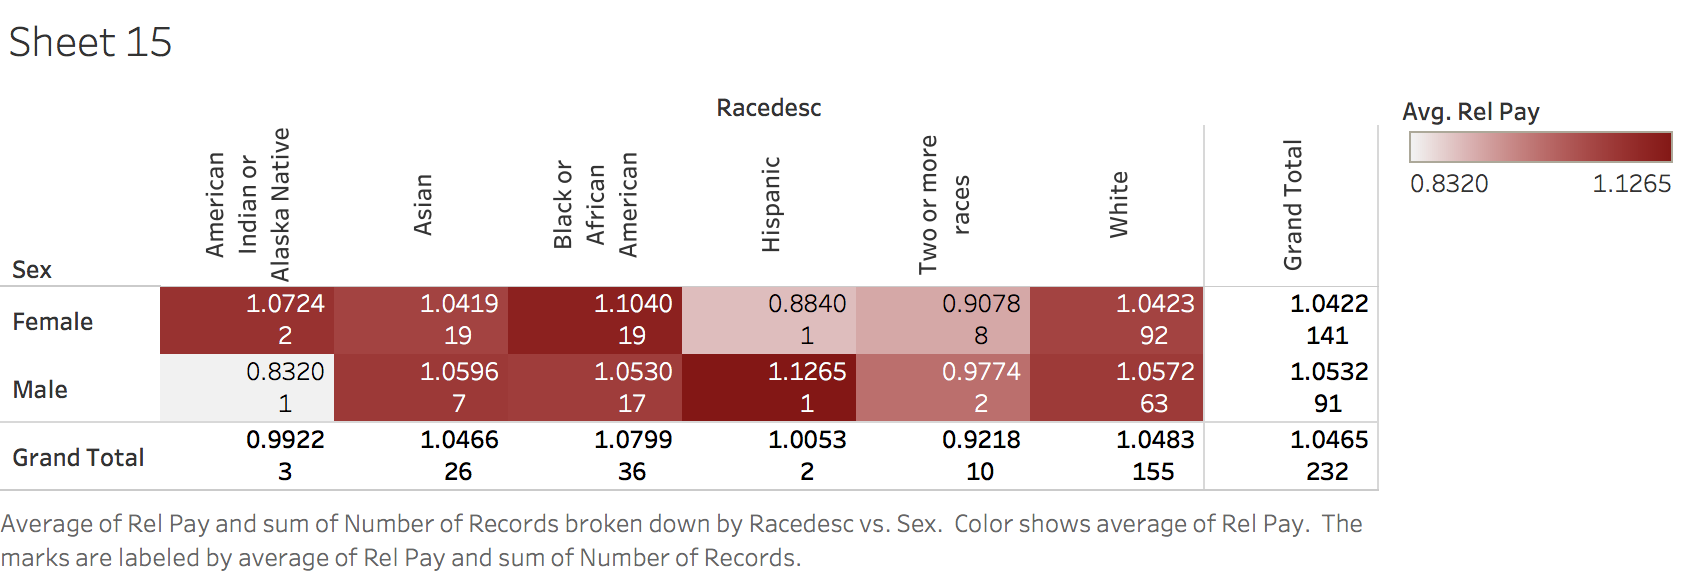 Sheet 15
Racedesc
Avg. Rel Pay
0.8320 1.1265
Sex
American
Indian or
Alaska Native
Asian
Black or
African
American
Hispanic
Two or more
races
White
Grand Total
Female
1.0724 1.0419 1.1040 0.8840 0.9078 1.0423 1.0422
2 19 19 1 8 92 141
Male
0.8320 1.0596 1.0530 1.1265 0.9774 1.0572 1.0532
1 7 17 1 2 63 91
Grand Total
0.9922 1.0466 1.0799 1.0053 0.9218 1.0483 1.0465
3 26 36 2 10 155 232
Average of Rel Pay and sum of Number of Records broken down by Racedesc vs. Sex. Color shows average of Rel Pay. The
marks are labeled by average of Rel Pay and sum of Number of Records.